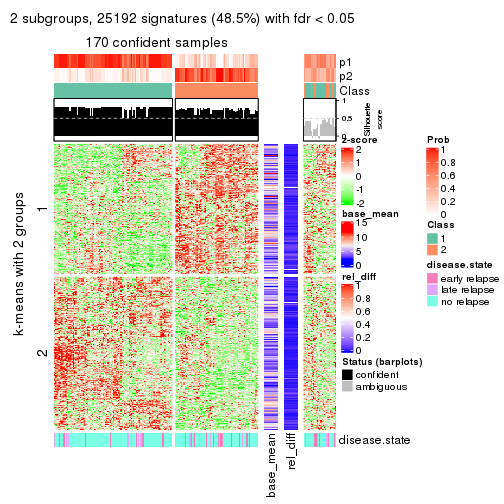 2 subgroups, 25192 signatures (48.5%) with fdr < 0.05
170 confident samples
p1
p2
Class
1
0.5
0
Silhouette
score
k-means with 2 groups
1
2
base_mean
rel_diff
disease.state
z-score
2
1
0
-1
-2
base_mean
15
10
5
0
rel_diff
1
0.8
0.6
0.4
0.2
0
Status (barplots)
confident
ambiguous
Prob
1
0.8
0.6
0.4
0.2
0
Class
1
2
disease.state
early relapse
late relapse
no relapse